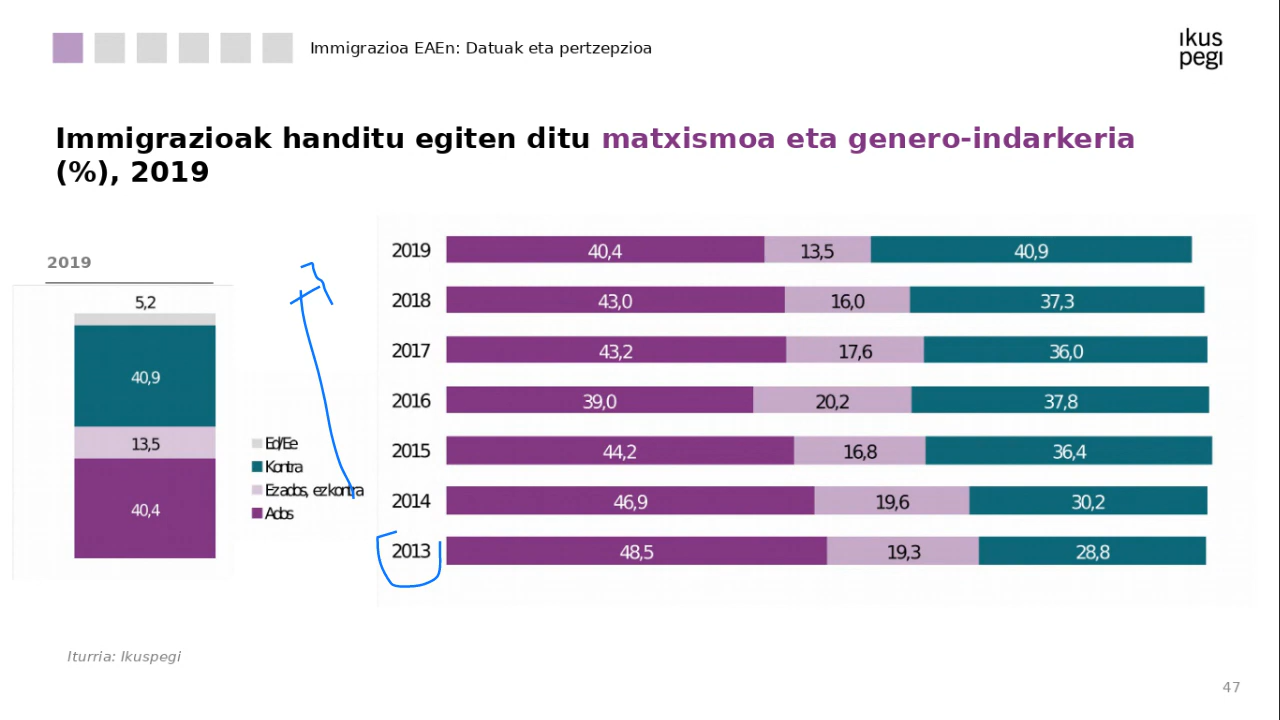 Immigrazioa EAEn: Datuak eta pertzepzioa
ikus
pegi
Immigrazioak handitu egiten ditu matxismoa eta genero-indarkeria
(%), 2019
2019
5,2
40,9
13,5
40,4
Ed/Ee
Kontra
Ez ados, ez kontra
Ados
2019 40,4 13,5 40,9
2018 43,0 16,0 37,3
2017 43,2 17,6 36,0
2016 39,0 20,2 37,8
2015 44,2 16,8 36,4
2014 46,9 19,6 30,2
2013 48,5 19,3 28,8
Iturria: Ikuspegi
47